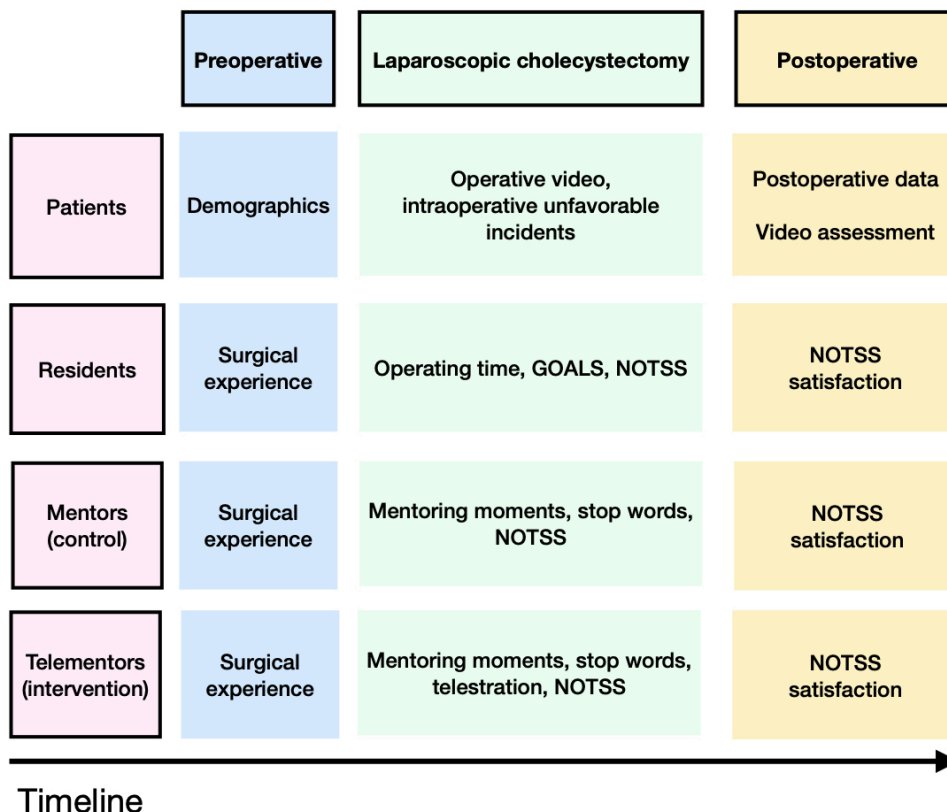 Preoperative
Laparoscopic cholecystectomy
Postoperative
Patients
Demographics
Operative video,
intraoperative unfavorable
incidents
Postoperative data
Video assessment
Residents
Surgical
experience
Operating time, GOALS, NOTSS
NOTSS
satisfaction
Mentors
(control)
Surgical
experience
Mentoring moments, stop words,
NOTSS
NOTSS
satisfaction
Telementors
(intervention)
Surgical
experience
Mentoring moments, stop words,
telestration, NOTSS
NOTSS
satisfaction
Timeline